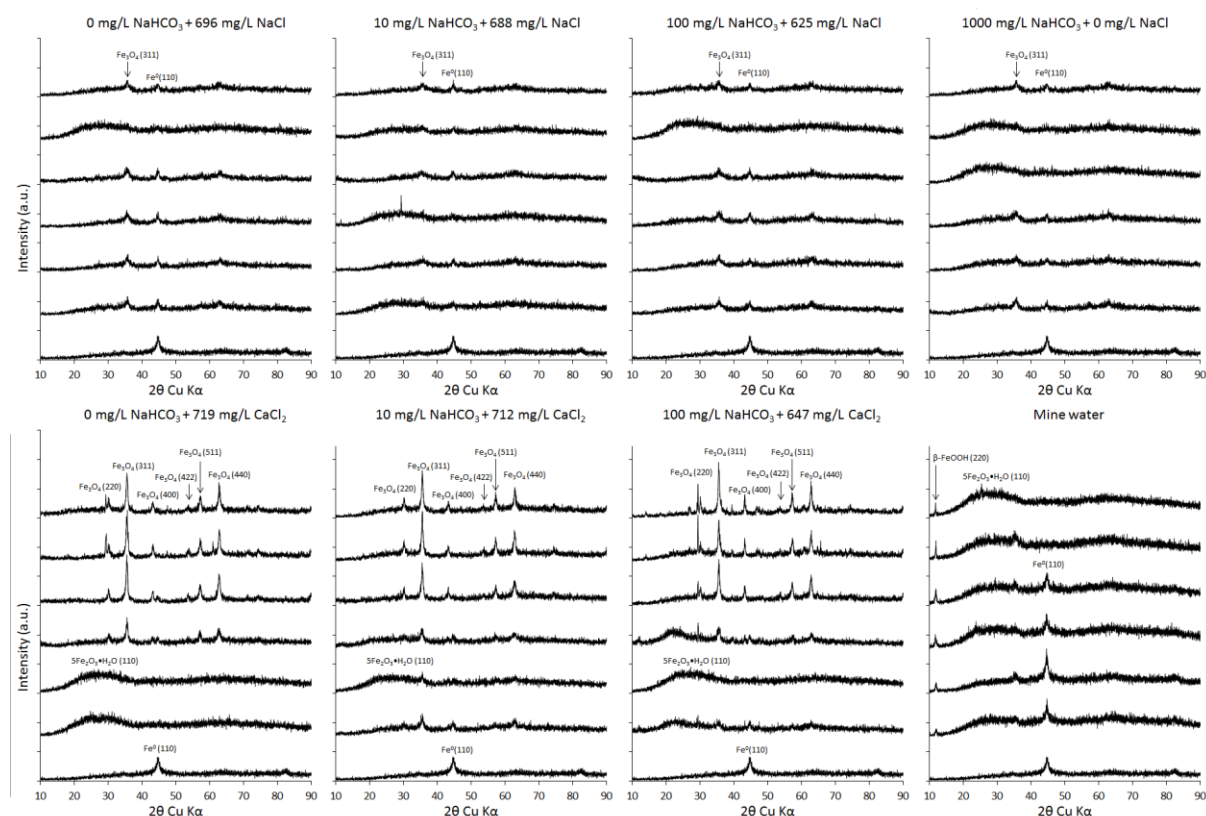 0 mg/L NaHCO₃ + 696 mg/L NaCl
Fe₃O₄ (311)
Fe⁰(110)
10 20 30 40 50 60 70 80 90
2θ Cu Kα
10 mg/L NaHCO₃ + 688 mg/L NaCl
Fe₃O₄ (311)
Fe⁰(110)
10 20 30 40 50 60 70 80 90
2θ Cu Kα
100 mg/L NaHCO₃ + 625 mg/L NaCl
Fe₃O₄ (311)
Fe⁰(110)
10 20 30 40 50 60 70 80 90
2θ Cu Kα
1000 mg/L NaHCO₃ + 0 mg/L NaCl
Fe₃O₄ (311)
Fe⁰(110)
10 20 30 40 50 60 70 80 90
2θ Cu Kα
Intensity (a.u.)
0 mg/L NaHCO₃ + 719 mg/L CaCl₂
Fe₃O₄ (511)
Fe₃O₄ (311)
Fe₃O₄ (422)
Fe₃O₄ (440)
Fe₃O₄ (220)
Fe₃O₄ (400)
5Fe₂O₃•H₂O (110)
Fe⁰(110)
10 20 30 40 50 60 70 80 90
2θ Cu Kα
10 mg/L NaHCO₃ + 712 mg/L CaCl₂
Fe₃O₄ (511)
Fe₃O₄ (311)
Fe₃O₄ (422)
Fe₃O₄ (440)
Fe₃O₄ (220)
Fe₃O₄ (400)
5Fe₂O₃•H₂O (110)
Fe⁰(110)
10 20 30 40 50 60 70 80 90
2θ Cu Kα
100 mg/L NaHCO₃ + 647 mg/L CaCl₂
Fe₃O₄ (511)
Fe₃O₄ (311)
Fe₃O₄ (422)
Fe₃O₄ (220)
Fe₃O₄ (440)
Fe₃O₄ (400)
5Fe₂O₃•H₂O (110)
Fe⁰(110)
10 20 30 40 50 60 70 80 90
2θ Cu Kα
Mine water
β-FeOOH (220)
5Fe₂O₃•H₂O (110)
Fe⁰(110)
10 20 30 40 50 60 70 80 90
2θ Cu Kα
Intensity (a.u.)